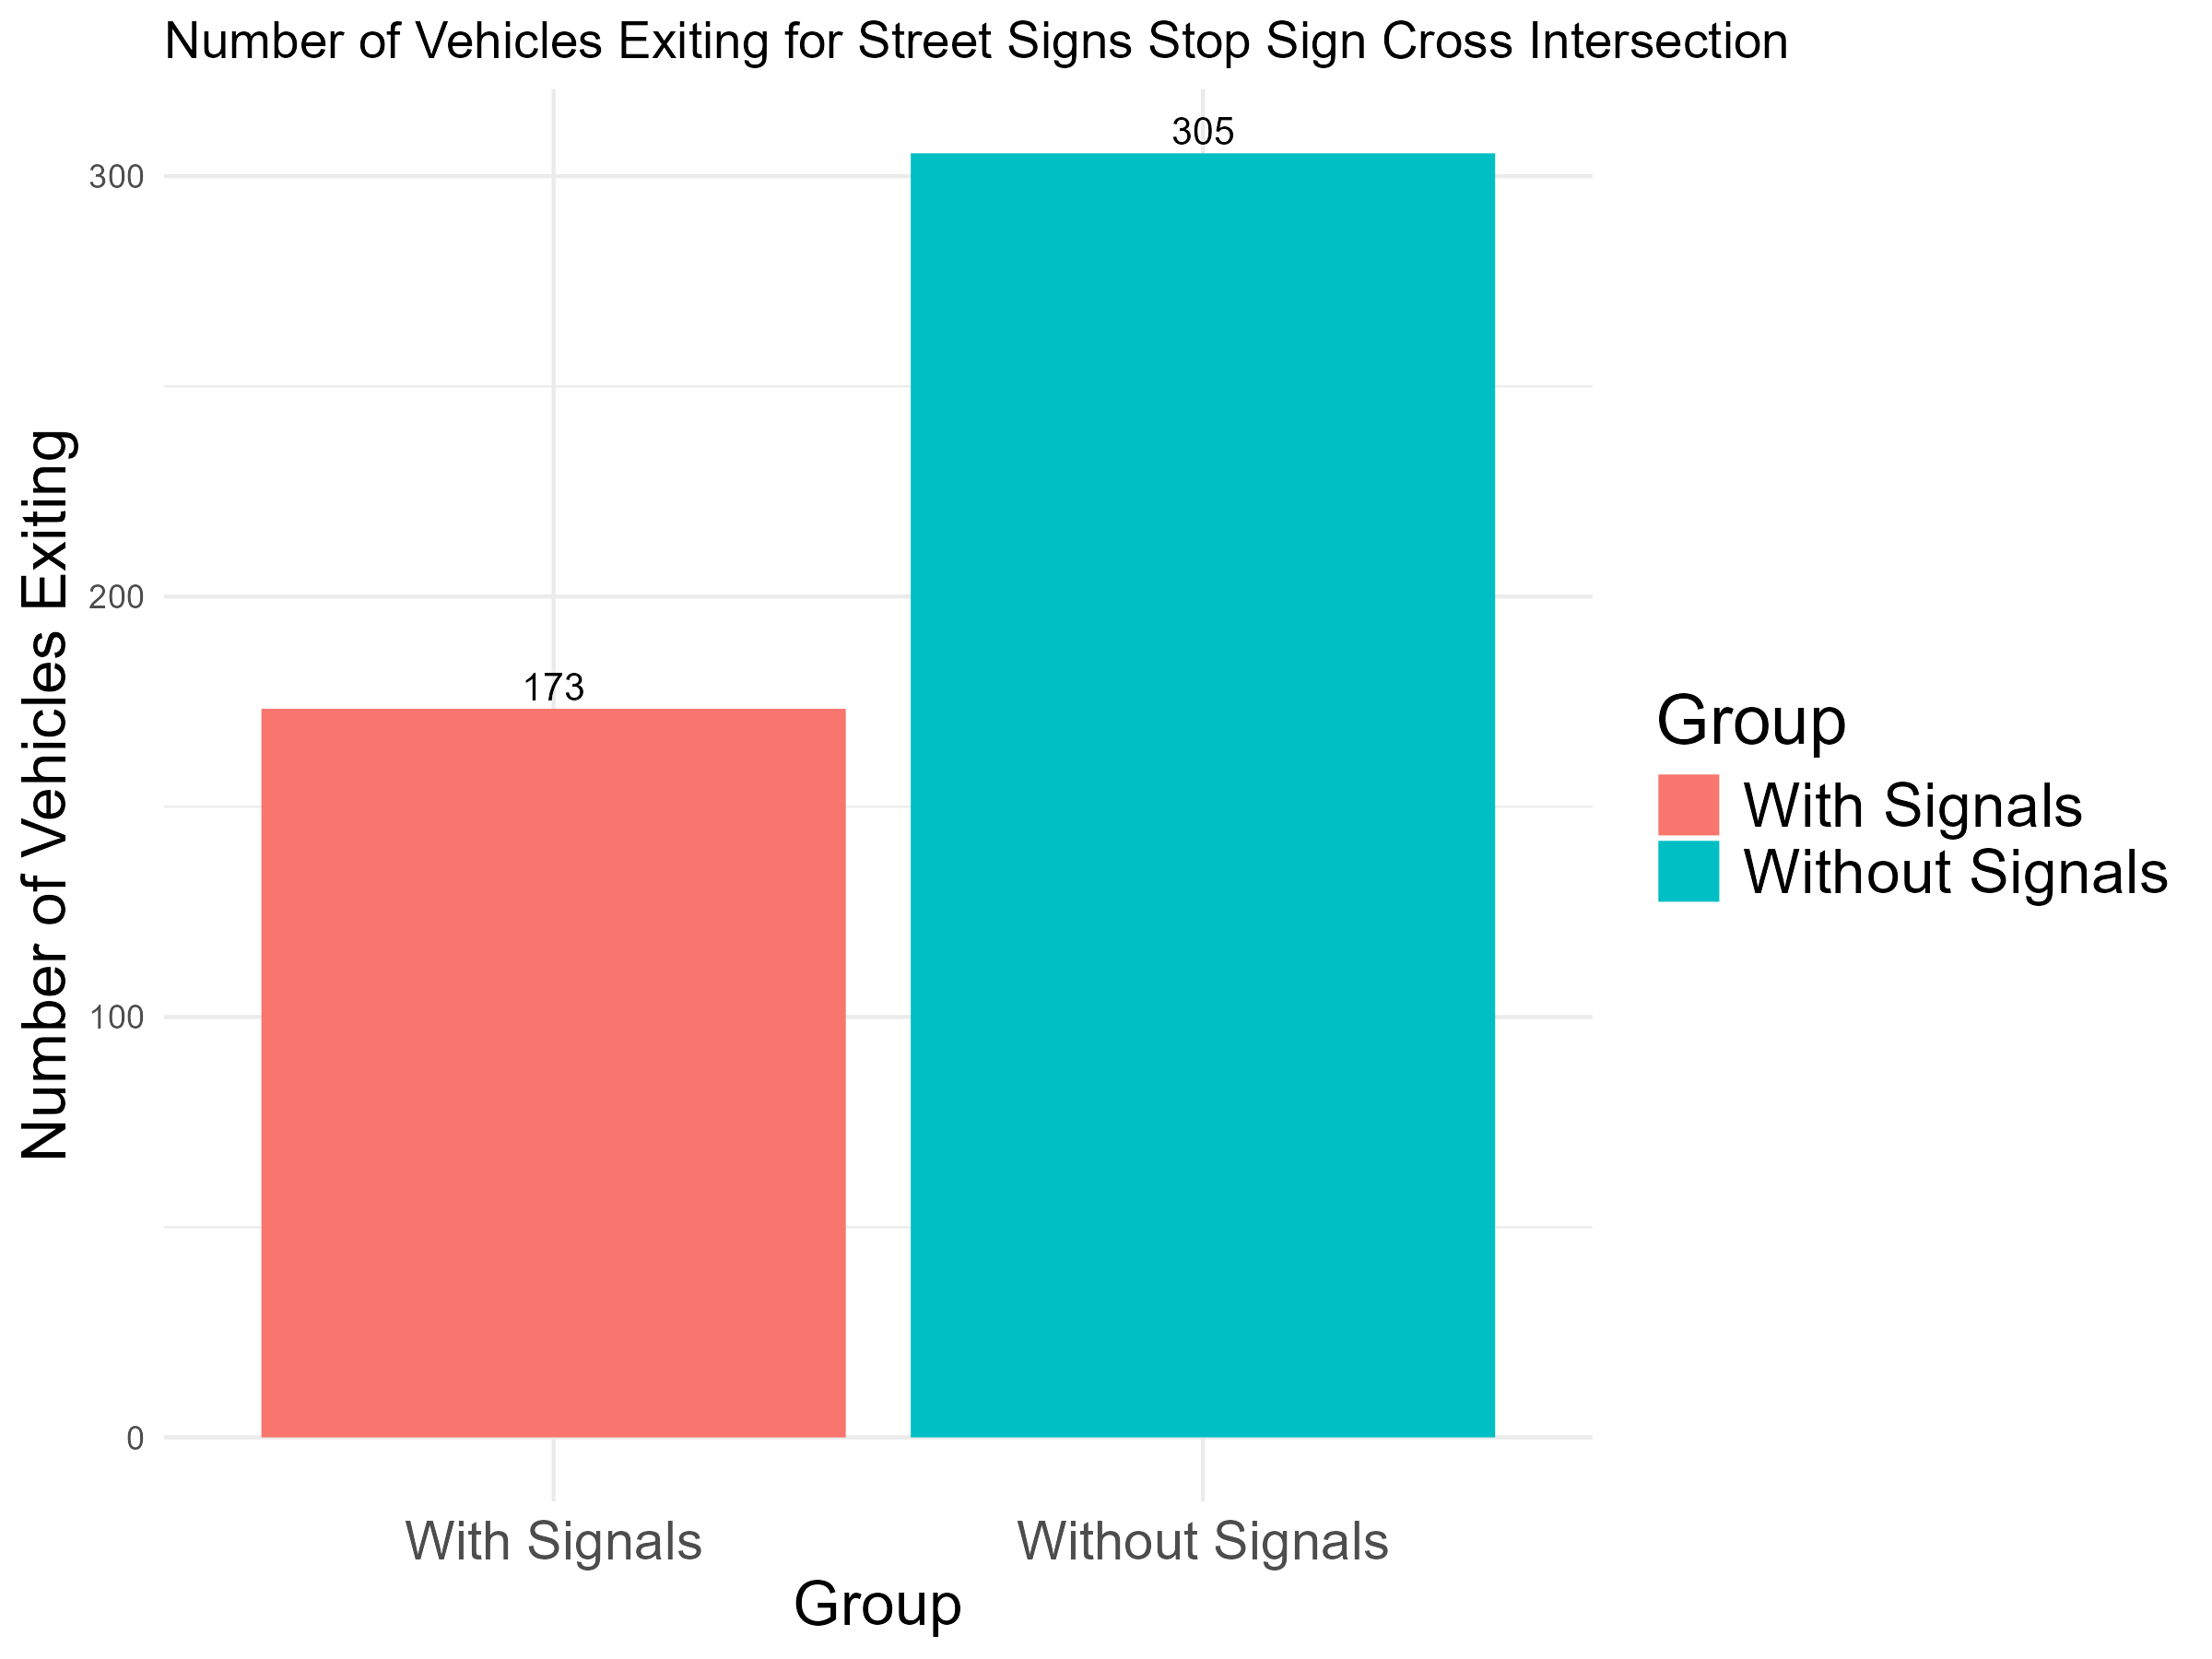 Number of Vehicles Exiting for Street Signs Stop Sign Cross Intersection
Number of Vehicles Exiting
300
200
100
0
173
305
With Signals
Without Signals
Group
Group
With Signals
Without Signals